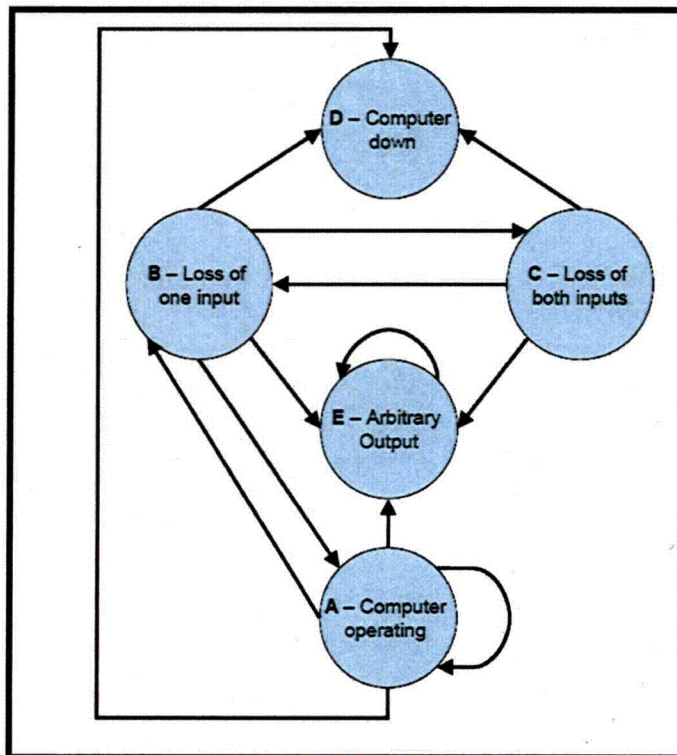 D – Computer
down
B – Loss of
one input
C – Loss of
both inputs
E – Arbitrary
Output
A – Computer
operating